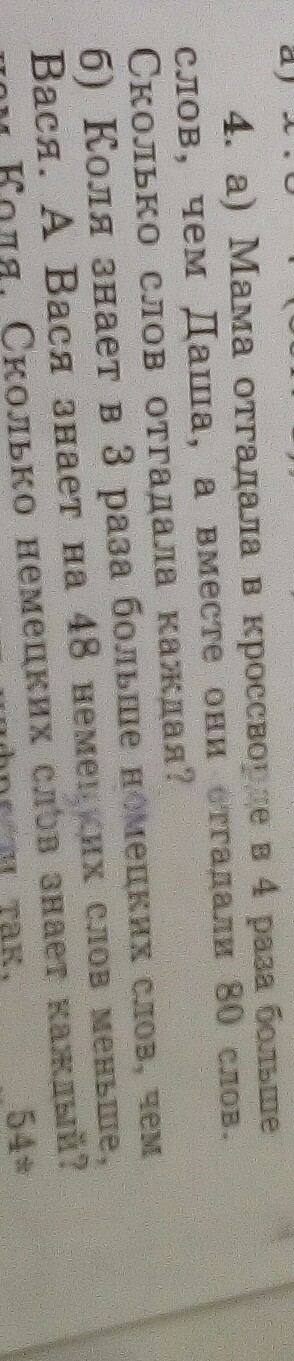 4. а) Мама отгадала в кроссворде в 4 раза больше
слов, чем Даша, а вместе они отгадали 80 слов.
Сколько слов отгадала каждая?
б) Коля знает в 3 раза больше немецких слов, чем
Вася. А Вася знает на 48 немецких слов меньше,
чем Коля. Сколько немецких слов знает каждый?
так,
54*